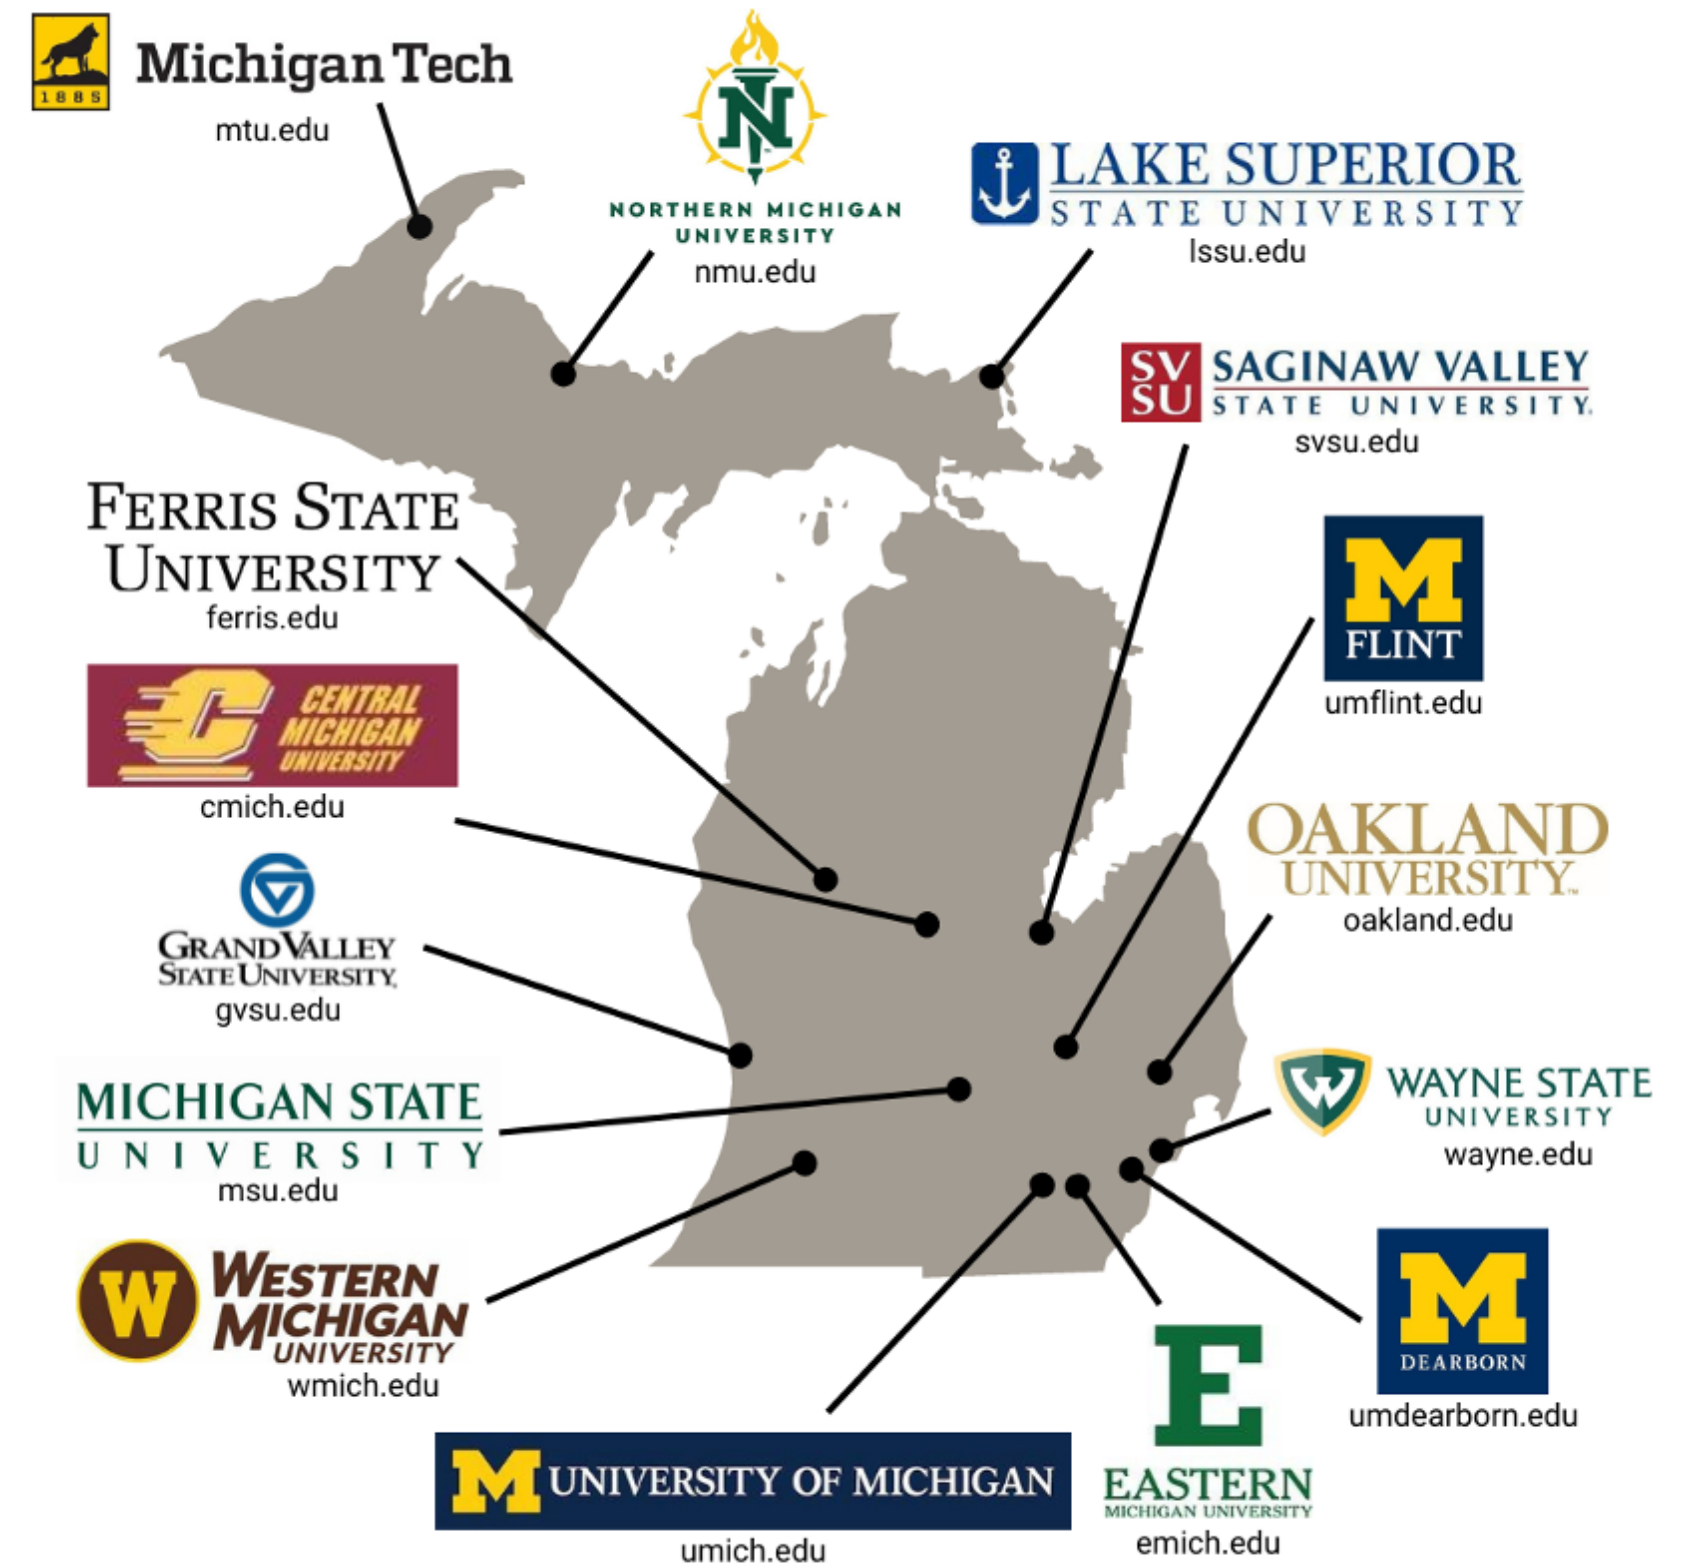 Michigan Tech
1885
mtu.edu
N
NORTHERN MICHIGAN
UNIVERSITY
nmu.edu
LAKE SUPERIOR
STATE UNIVERSITY
lssu.edu
SV
SU
SAGINAW VALLEY
STATE UNIVERSITY.
svsu.edu
FERRIS STATE
UNIVERSITY
ferris.edu
M
FLINT
umflint.edu
C
CENTRAL
MICHIGAN
UNIVERSITY
cmich.edu
OAKLAND
UNIVERSITY™
oakland.edu
GRAND VALLEY
STATE UNIVERSITY.
gvsu.edu
MICHIGAN STATE
UNIVERSITY
msu.edu
W
WAYNE STATE
UNIVERSITY
wayne.edu
W
WESTERN
MICHIGAN
UNIVERSITY
wmich.edu
M
DEARBORN
umdearborn.edu
M UNIVERSITY OF MICHIGAN
umich.edu
E
EASTERN
MICHIGAN UNIVERSITY
emich.edu